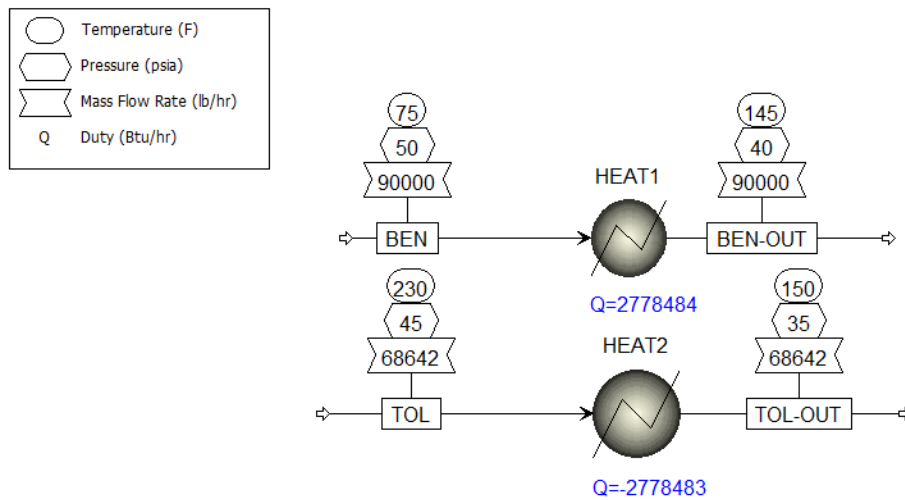 Temperature (F)
Pressure (psia)
Mass Flow Rate (lb/hr)
Q Duty (Btu/hr)
75
50
90000
BEN
HEAT1
Q=2778484
145
40
90000
BEN-OUT
230
45
68642
TOL
HEAT2
Q=-2778483
150
35
68642
TOL-OUT